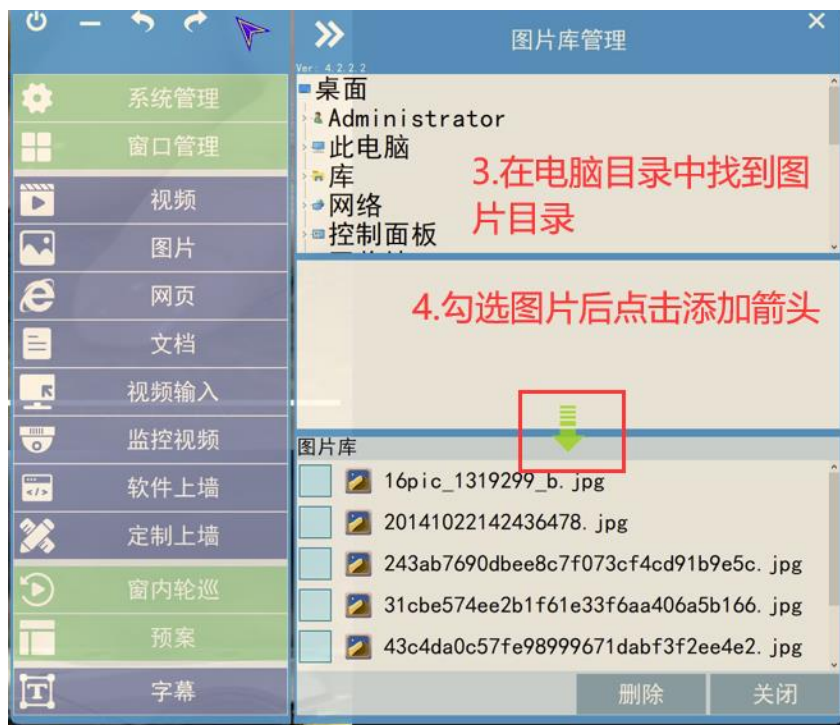 图片库管理
Ver: 4.2.2.2
系统管理
窗口管理
视频
图片
网页
文档
视频输入
监控视频
软件上墙
定制上墙
窗内轮巡
预案
字幕
桌面
Administrator
此电脑
库
网络
控制面板
3.在电脑目录中找到图
片目录
4.勾选图片后点击添加箭头
图片库
16pic_1319299_b.jpg
20141022142436478.jpg
243ab7690dbee8c7f073cf4cd91b9e5c.jpg
31cbe574ee2b1f61e33f6aa406a5b166.jpg
43c4da0c57fe98999671dabf3f2ee4e2.jpg
删除
关闭